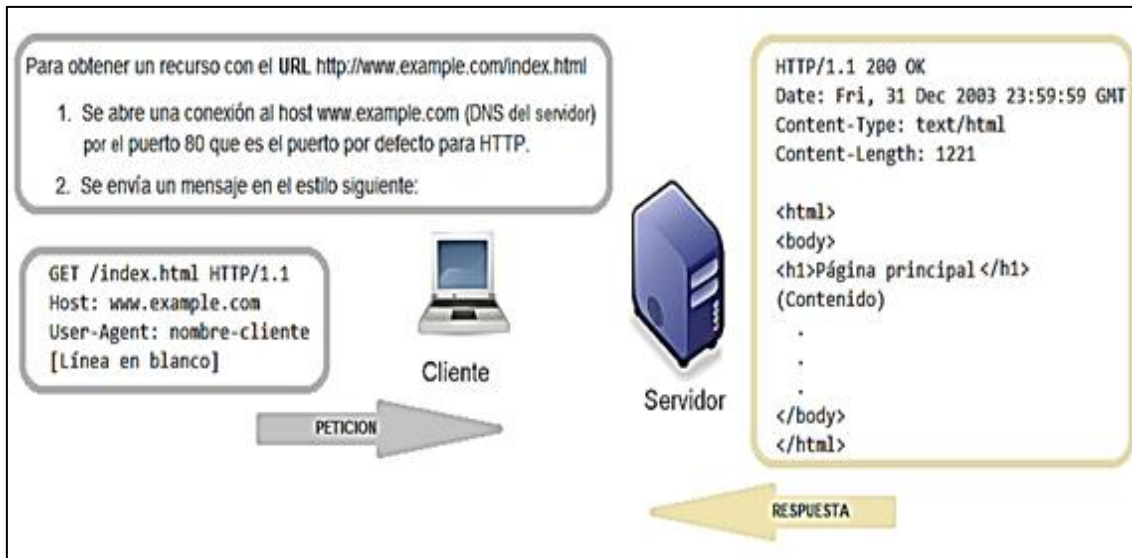 Para obtener un recurso con el URL http://www.example.com/index.html
1. Se abre una conexión al host www.example.com (DNS del servidor)
por el puerto 80 que es el puerto por defecto para HTTP.
2. Se envía un mensaje en el estilo siguiente:
GET /index.html HTTP/1.1
Host: www.example.com
User-Agent: nombre-cliente
[Línea en blanco]
Cliente
PETICION
Servidor
HTTP/1.1 200 OK
Date: Fri, 31 Dec 2003 23:59:59 GMT
Content-Type: text/html
Content-Length: 1221
<html>
<body>
<h1>Página principal</h1>
(Contenido)
.
.
.
</body>
</html>
RESPUESTA